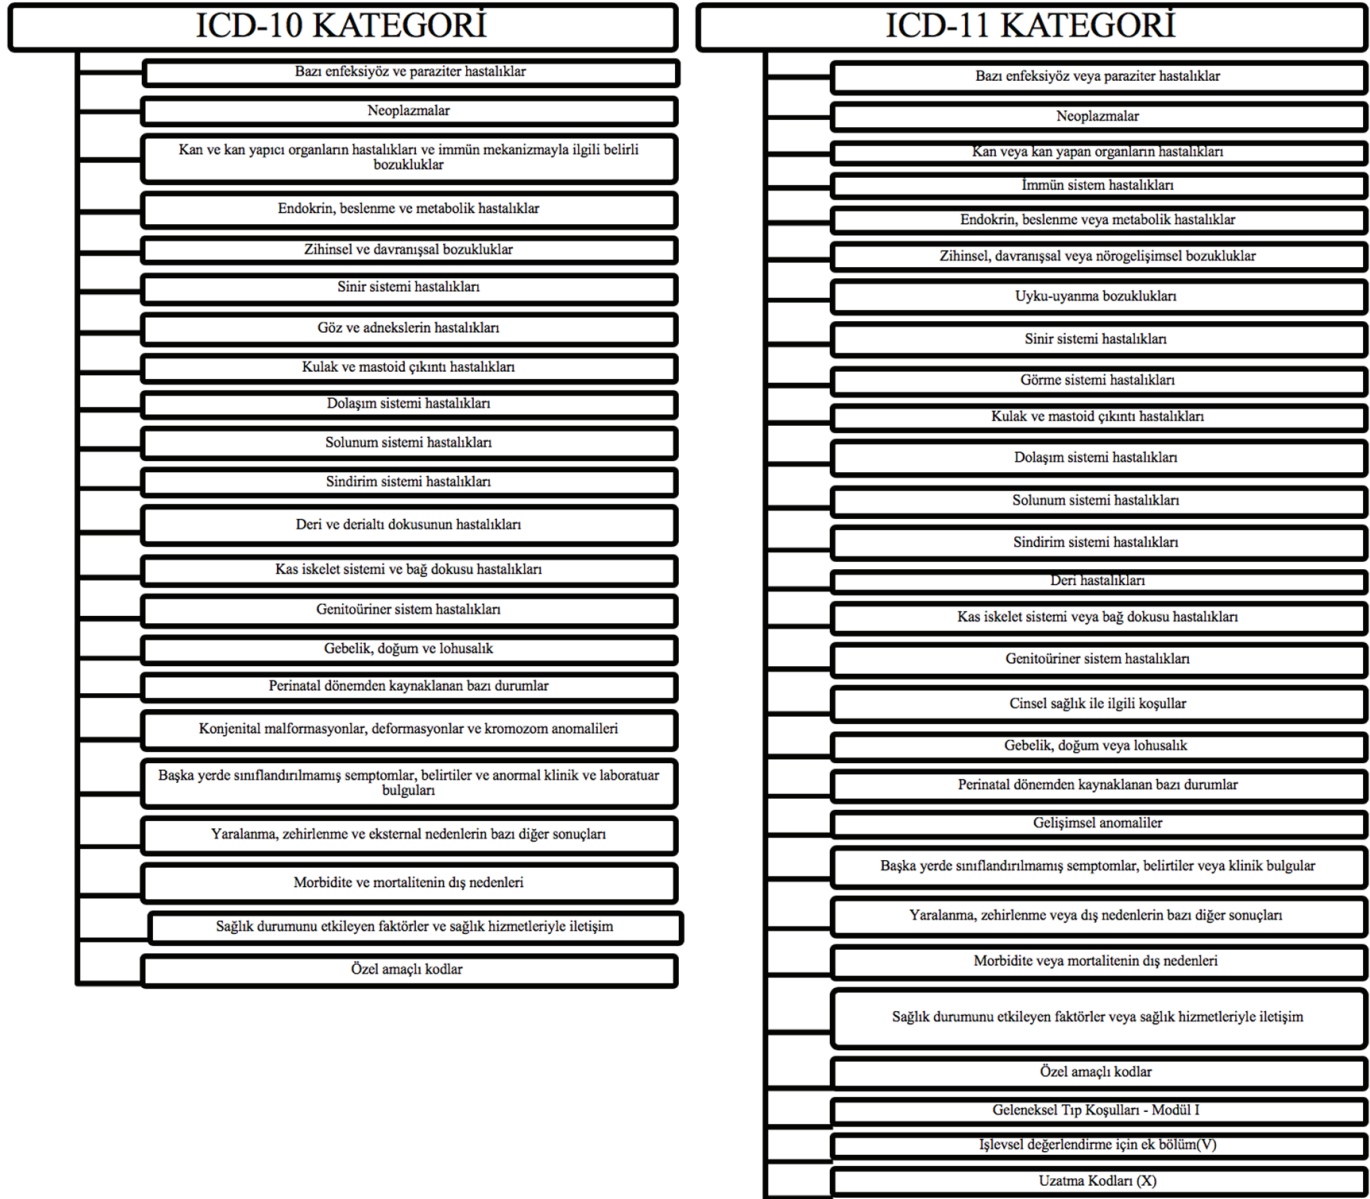 ICD-10 KATEGORİ
Bazı enfeksiyöz ve paraziter hastalıklar
Neoplazmalar
Kan ve kan yapıcı organların hastalıkları ve immün mekanizmayla ilgili belirli
bozukluklar
Endokrin, beslenme ve metabolik hastalıklar
Zihinsel ve davranışsal bozukluklar
Sinir sistemi hastalıkları
Göz ve adnekslerin hastalıkları
Kulak ve mastoid çıkıntı hastalıkları
Dolaşım sistemi hastalıkları
Solunum sistemi hastalıkları
Sindirim sistemi hastalıkları
Deri ve derialtı dokusunun hastalıkları
Kas iskelet sistemi ve bağ dokusu hastalıkları
Genitoüriner sistem hastalıkları
Gebelik, doğum ve lohusalık
Perinatal dönemden kaynaklanan bazı durumlar
Konjenital malformasyonlar, deformasyonlar ve kromozom anomalileri
Başka yerde sınıflandırılmamış semptomlar, belirtiler ve anormal klinik ve laboratuar
bulguları
Yaralanma, zehirlenme ve eksternal nedenlerin bazı diğer sonuçları
Morbidite ve mortalitenin dış nedenleri
Sağlık durumunu etkileyen faktörler ve sağlık hizmetleriyle iletişim
Özel amaçlı kodlar
ICD-11 KATEGORİ
Bazı enfeksiyöz veya paraziter hastalıklar
Neoplazmalar
Kan veya kan yapan organların hastalıkları
İmmün sistem hastalıkları
Endokrin, beslenme veya metabolik hastalıklar
Zihinsel, davranışsal veya nörogelişimsel bozukluklar
Uyku-uyanma bozuklukları
Sinir sistemi hastalıkları
Görme sistemi hastalıkları
Kulak ve mastoid çıkıntı hastalıkları
Dolaşım sistemi hastalıkları
Solunum sistemi hastalıkları
Sindirim sistemi hastalıkları
Deri hastalıkları
Kas iskelet sistemi veya bağ dokusu hastalıkları
Genitoüriner sistem hastalıkları
Cinsel sağlık ile ilgili koşullar
Gebelik, doğum veya lohusalık
Perinatal dönemden kaynaklanan bazı durumlar
Gelişimsel anomaliler
Başka yerde sınıflandırılmamış semptomlar, belirtiler veya klinik bulgular
Yaralanma, zehirlenme veya dış nedenlerin bazı diğer sonuçları
Morbidite veya mortalitenin dış nedenleri
Sağlık durumunu etkileyen faktörler veya sağlık hizmetleriyle iletişim
Özel amaçlı kodlar
Geleneksel Tıp Koşulları - Modül I
Işlevsel değerlendirme için ek bölüm(V)
Uzatma Kodları (X)